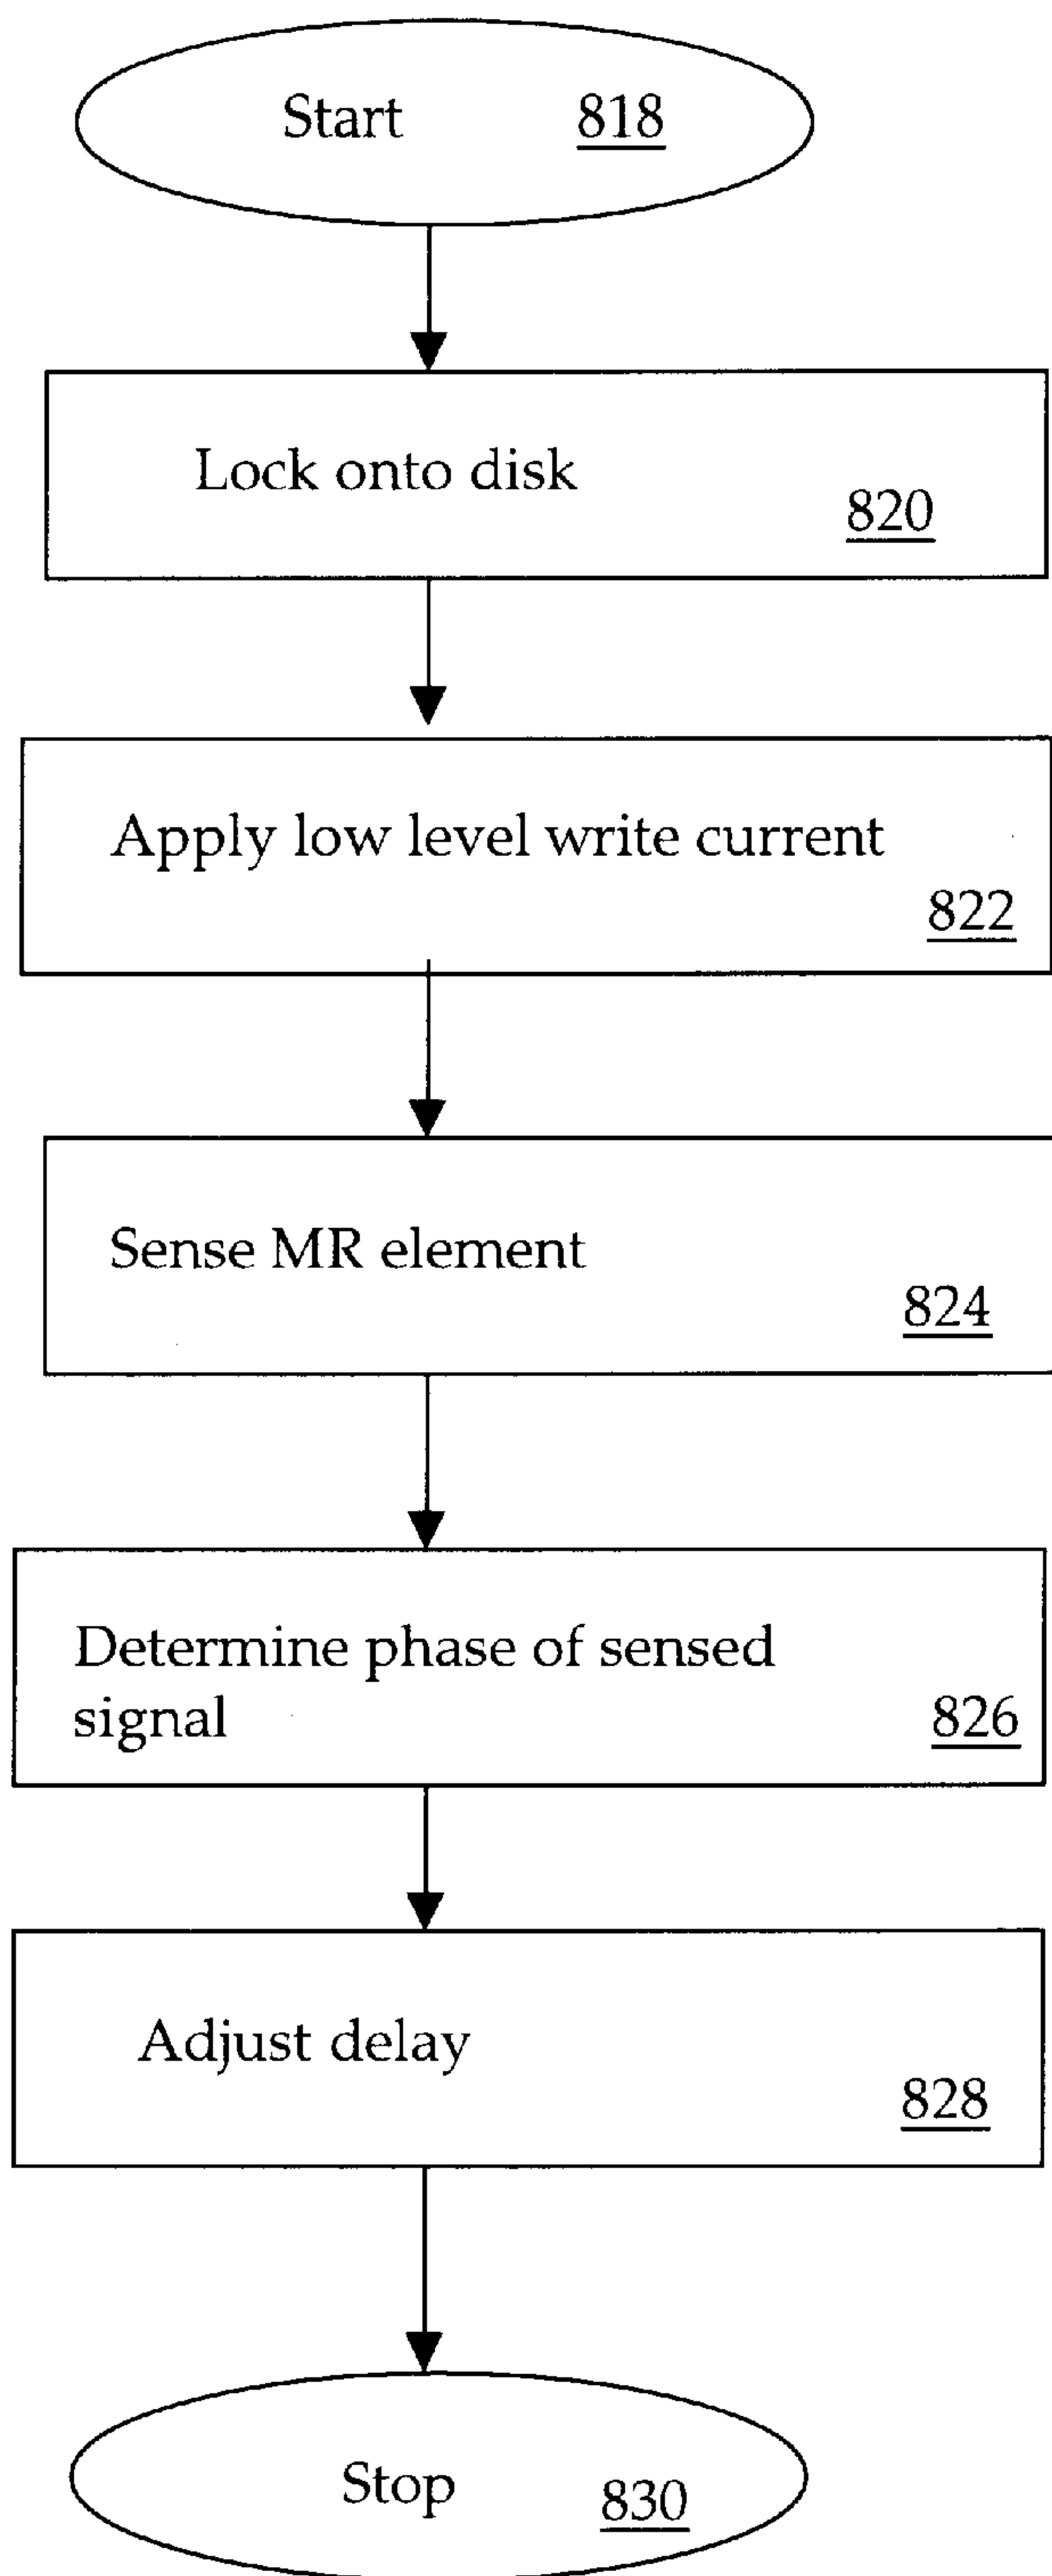 Start 818
Lock onto disk
820
Apply low level write current
822
Sense MR element
824
Determine phase of sensed
signal 826
Adjust delay
828
Stop 830